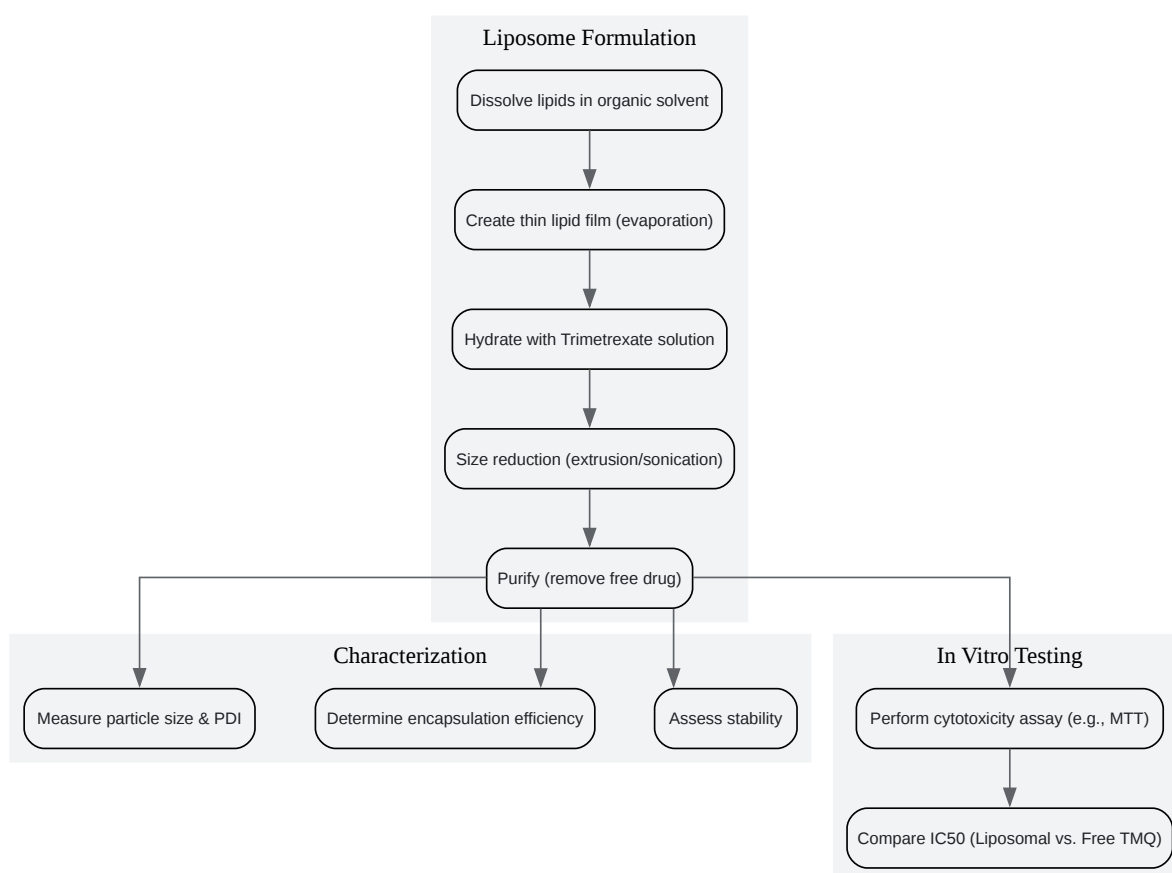 Liposome Formulation
Dissolve lipids in organic solvent
Create thin lipid film (evaporation)
Hydrate with Trimetrexate solution
Size reduction (extrusion/sonication)
Purify (remove free drug)
Characterization
Measure particle size & PDI
Determine encapsulation efficiency
Assess stability
In Vitro Testing
Perform cytotoxicity assay (e.g., MTT)
Compare IC50 (Liposomal vs. Free TMQ)